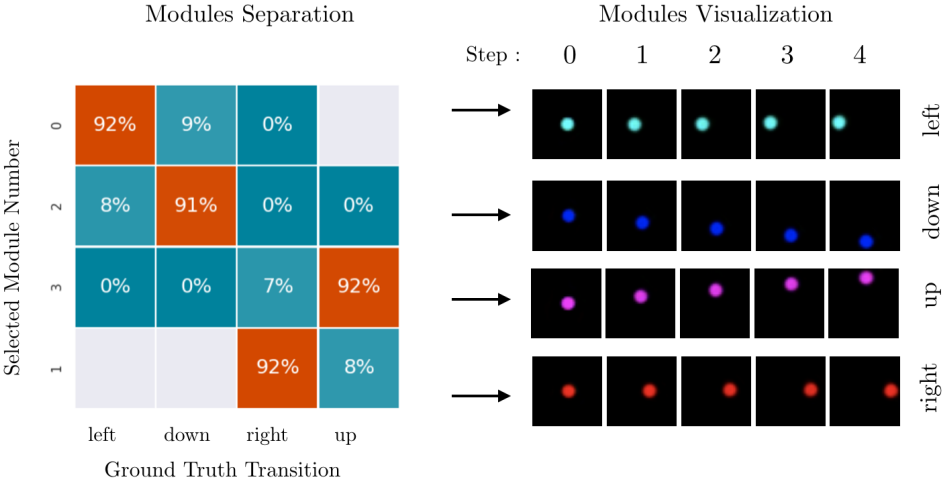 Modules Separation
Modules Visualization
Step : 0 1 2 3 4
Selected Module Number
0 92% 9% 0%
2 8% 91% 0% 0%
3 0% 0% 7% 92%
1 92% 8%
left down right up
Ground Truth Transition
left
down
up
right